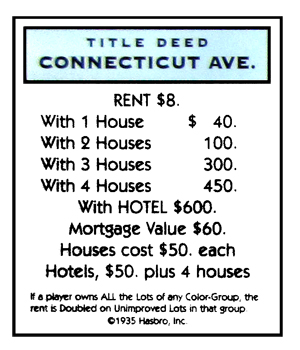 TITLE DEED
CONNECTICUT AVE.
RENT $8.
With 1 House $ 40.
With 2 Houses 100.
With 3 Houses 300.
With 4 Houses 450.
With HOTEL $600.
Mortgage Value $60.
Houses cost $50. each
Hotels, $50. plus 4 houses
If a player owns ALL the Lots of any Color-Group, the
rent is Doubled on Unimproved Lots in that group
©1935 Hasbro, Inc.